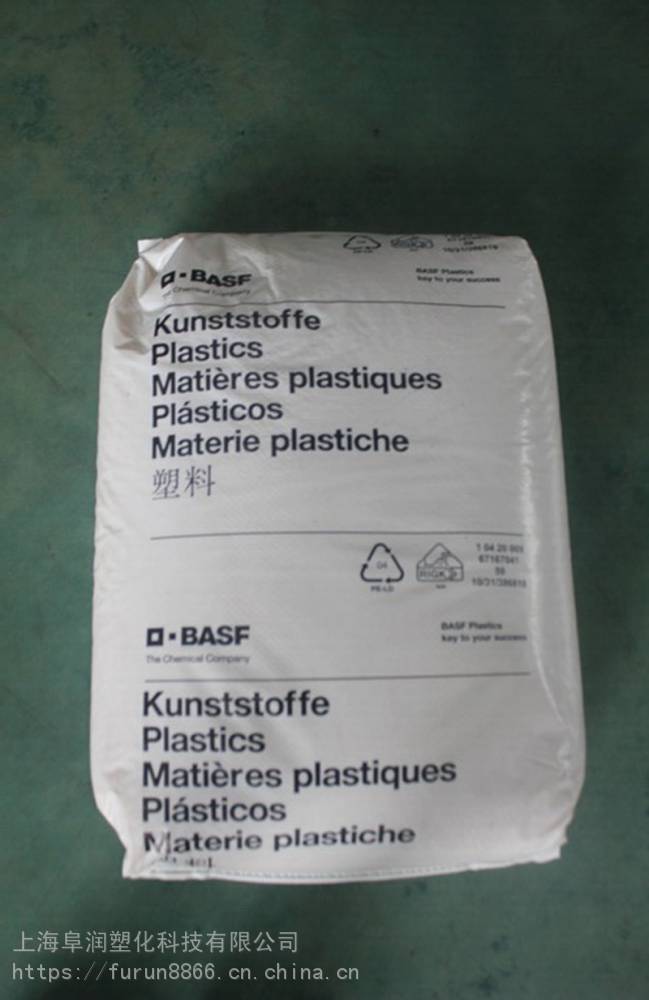 BASF
The Chemical Company
BASF Plastics
key to your success
Kunststoffe
Plastics
Matières plastiques
Plásticos
Materie plastiche
塑料
04
PE-LD
RIGK
BASF
The Chemical Company
BASF Plastics
key to your success
Kunststoffe
Plastics
Matières plastiques
Plásticos
Materie plastiche
上海阜润塑化科技有限公司
https://furun8866.cn.china.cn